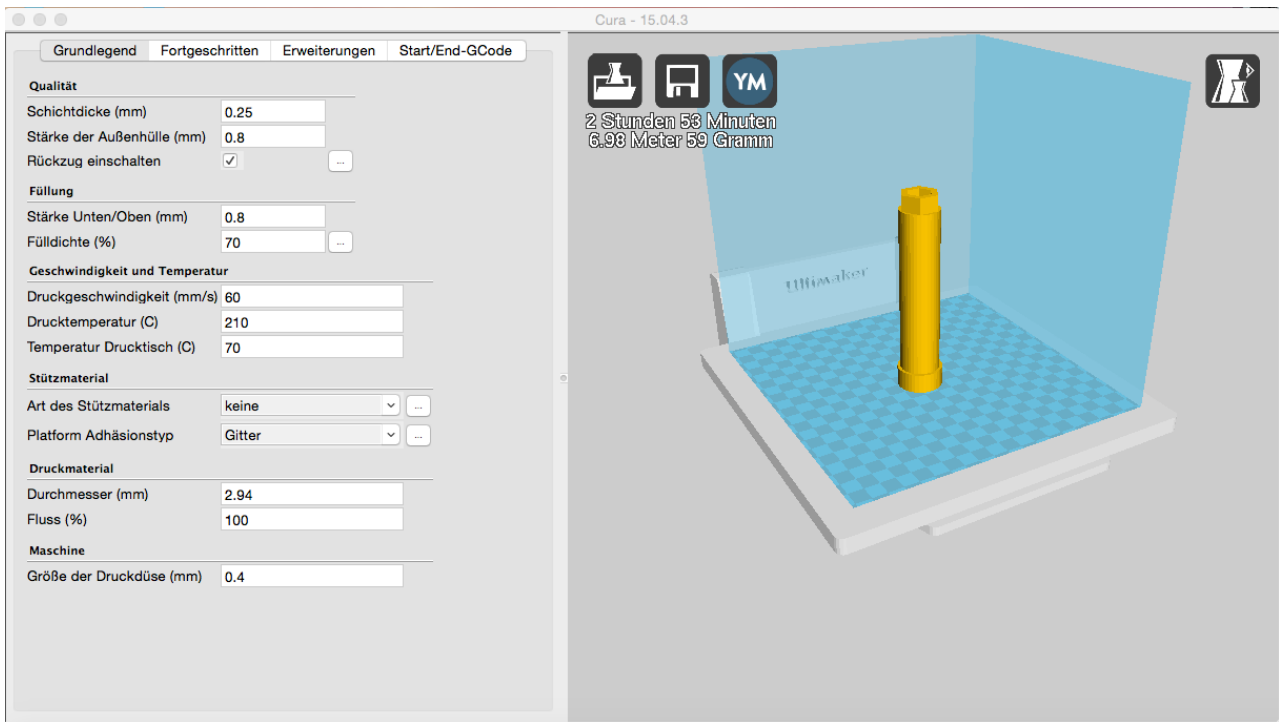 Cura - 15.04.3
Grundlegend Fortgeschritten Erweiterungen Start/End-GCode
Qualität
Schichtdicke (mm) 0.25
Stärke der Außenhülle (mm) 0.8
Rückzug einschalten ...
Füllung
Stärke Unten/Oben (mm) 0.8
Fülldichte (%) 70 ...
Geschwindigkeit und Temperatur
Druckgeschwindigkeit (mm/s) 60
Drucktemperatur (C) 210
Temperatur Drucktisch (C) 70
Stützmaterial
Art des Stützmaterials keine ...
Platform Adhäsionstyp Gitter ...
Druckmaterial
Durchmesser (mm) 2.94
Fluss (%) 100
Maschine
Größe der Druckdüse (mm) 0.4
YM
2 Stunden 53 Minuten
6.98 Meter 59 Gramm
Ultimaker